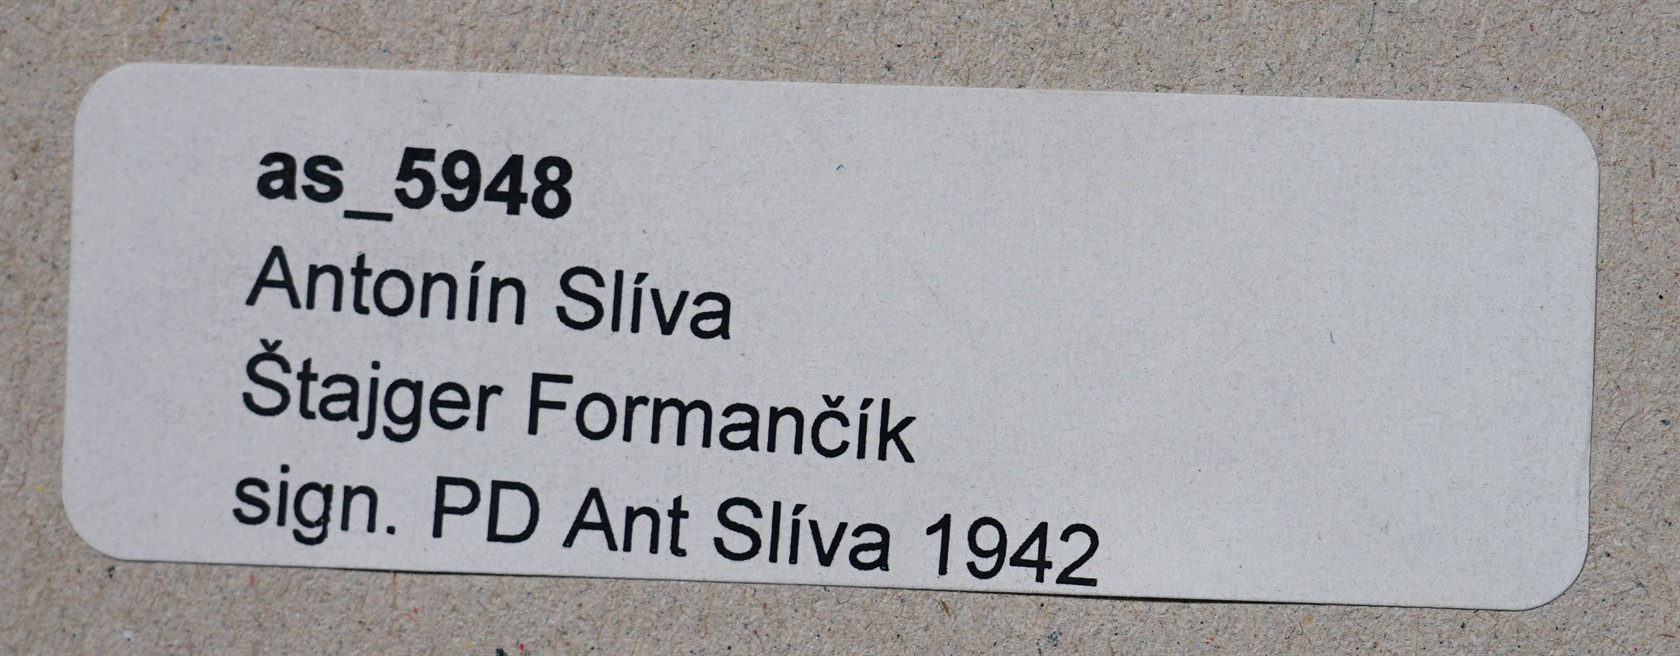 as_5948
Antonín Slíva
Štajger Formančík
sign. PD Ant Slíva 1942